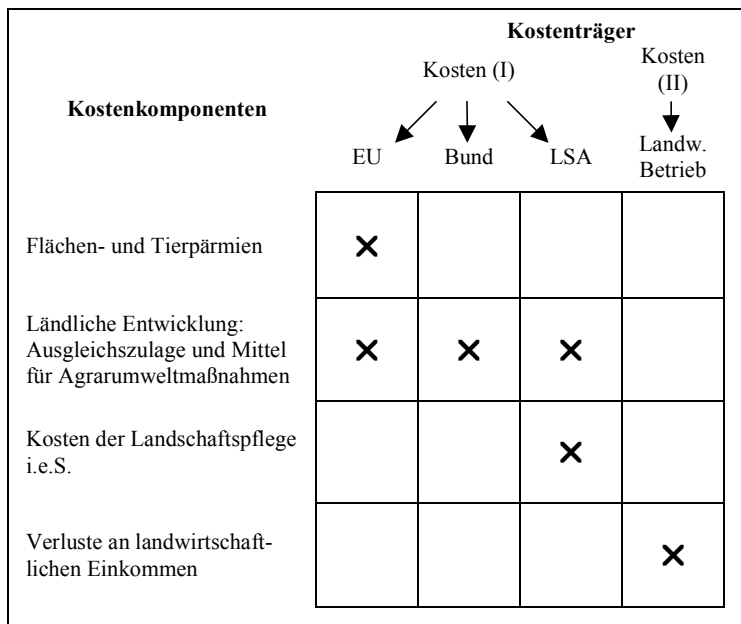 Kostenträger
Kosten (I)
Kosten
(II)
Kostenkomponenten
EU
Bund
LSA
Landw.
Betrieb
Flächen- und Tierpärmien
Ländliche Entwicklung:
Ausgleichszulage und Mittel
für Agrarumweltmaßnahmen
Kosten der Landschaftspflege
i.e.S.
Verluste an landwirtschaft-
lichen Einkommen